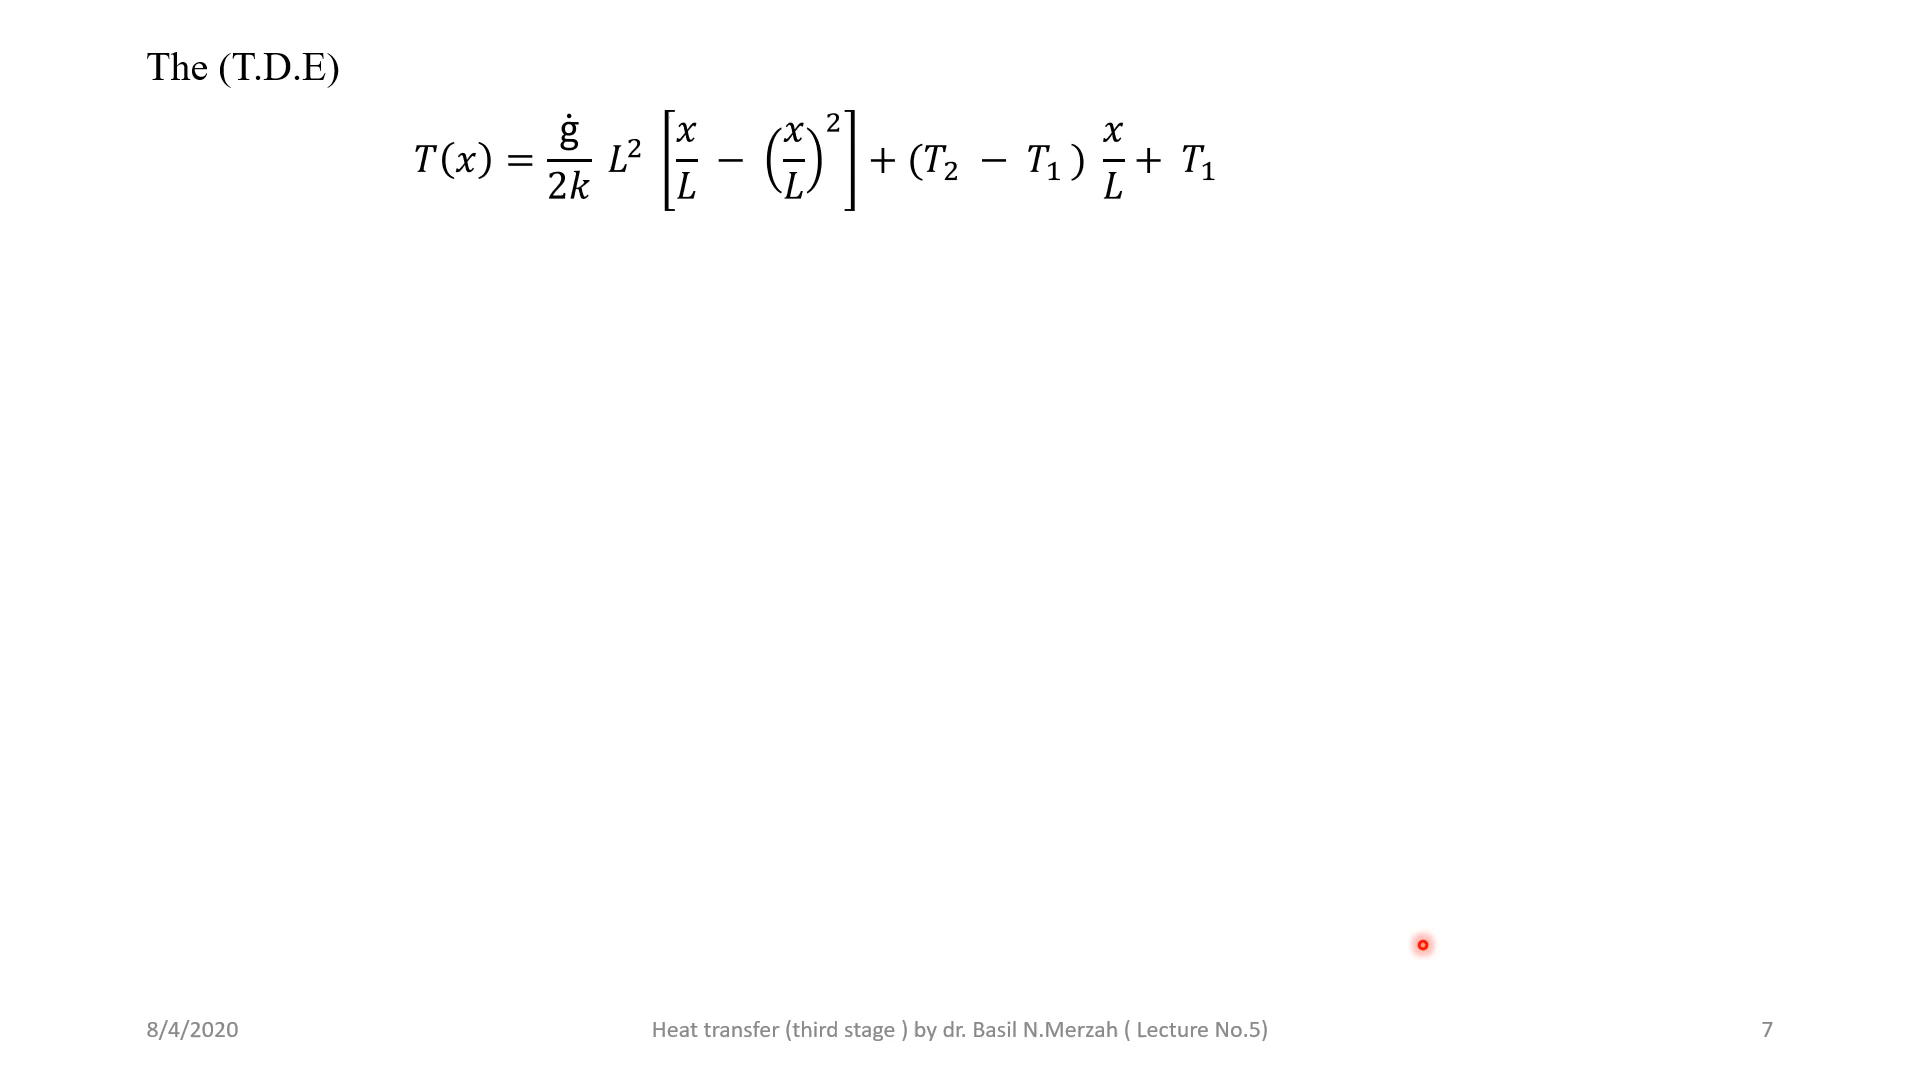 The (T.D.E)
T(x) = ġ/2k L² [x/L − (x/L)²] + (T₂ − T₁ ) x/L + T₁
8/4/2020
Heat transfer (third stage ) by dr. Basil N.Merzah ( Lecture No.5)
7